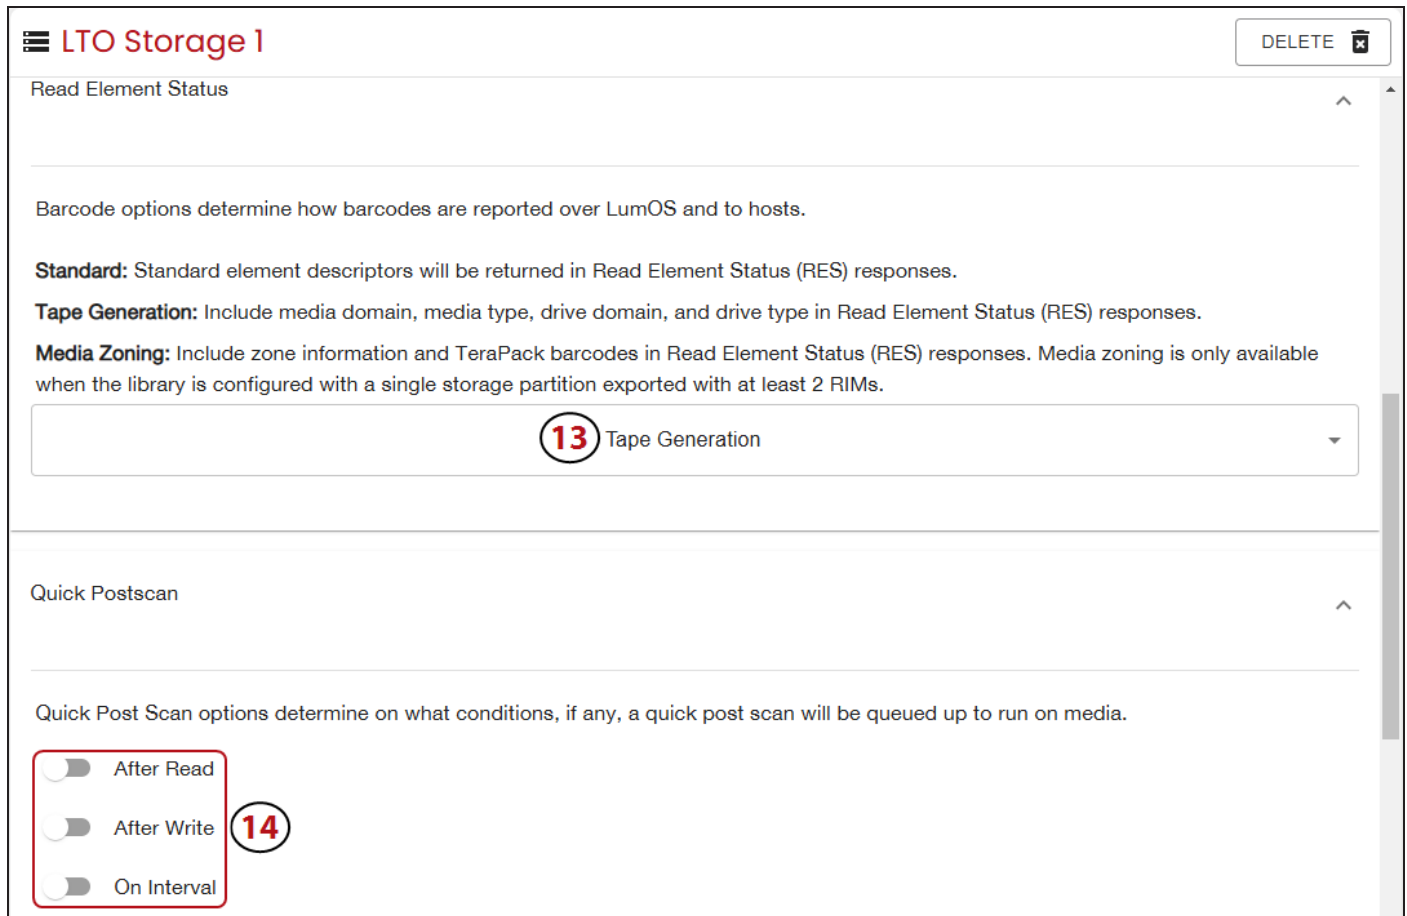 LTO Storage 1
DELETE
Read Element Status
Barcode options determine how barcodes are reported over LumOS and to hosts.
Standard: Standard element descriptors will be returned in Read Element Status (RES) responses.
Tape Generation: Include media domain, media type, drive domain, and drive type in Read Element Status (RES) responses.
Media Zoning: Include zone information and TeraPack barcodes in Read Element Status (RES) responses. Media zoning is only available
when the library is configured with a single storage partition exported with at least 2 RIMs.
13 Tape Generation
Quick Postscan
Quick Post Scan options determine on what conditions, if any, a quick post scan will be queued up to run on media.
After Read
After Write 14
On Interval